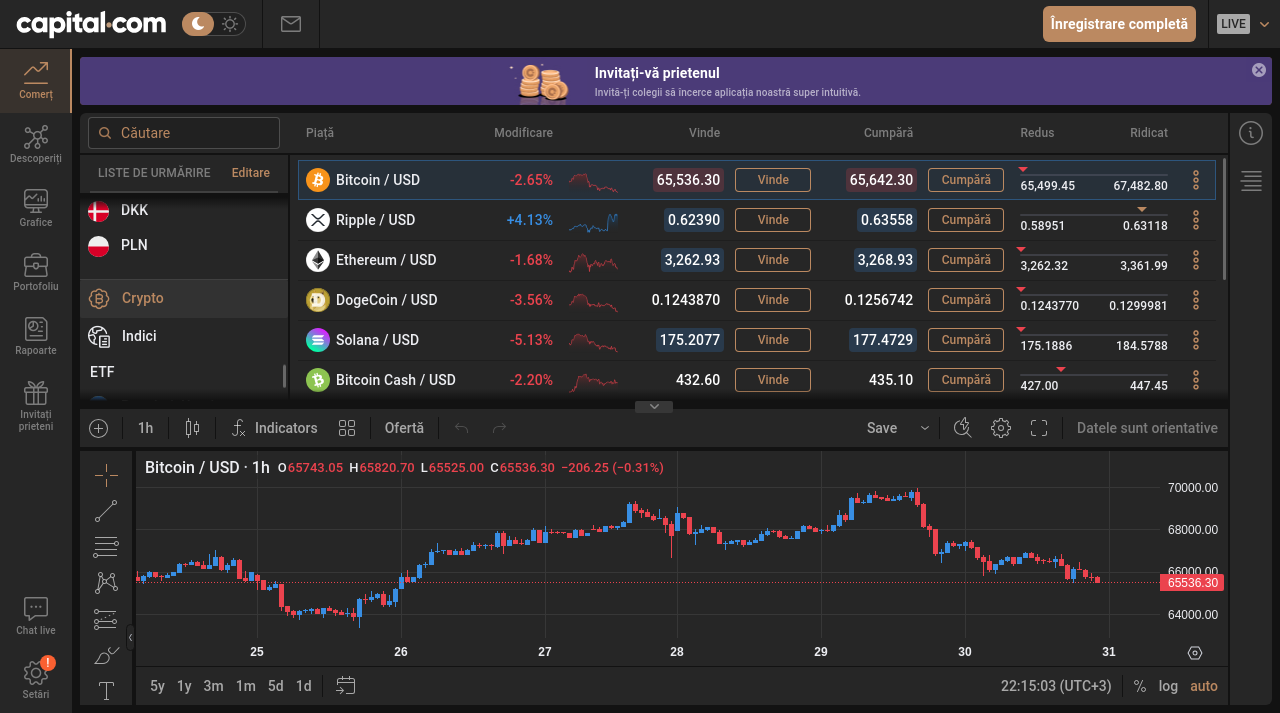 capital.com
Înregistrare completă
LIVE
Comerț
Descoperiți
Grafice
Portofoliu
Rapoarte
Invitați
prieteni
Chat live
!
Setări
Invitați-vă prietenul
Invită-ți colegii să încerce aplicația noastră super intuitivă.
Căutare
LISTE DE URMĂRIRE Editare
DKK
PLN
Crypto
Indici
ETF
Piață Modificare Vinde Cumpără Redus Ridicat
Bitcoin / USD -2.65% 65,536.30 Vinde 65,642.30 Cumpără 65,499.45 67,482.80
Ripple / USD +4.13% 0.62390 Vinde 0.63558 Cumpără 0.58951 0.63118
Ethereum / USD -1.68% 3,262.93 Vinde 3,268.93 Cumpără 3,262.32 3,361.99
DogeCoin / USD -3.56% 0.1243870 Vinde 0.1256742 Cumpără 0.1243770 0.1299981
Solana / USD -5.13% 175.2077 Vinde 177.4729 Cumpără 175.1886 184.5788
Bitcoin Cash / USD -2.20% 432.60 Vinde 435.10 Cumpără 427.00 447.45
1h Indicators Ofertă Save Datele sunt orientative
Bitcoin / USD · 1h O65743.05 H65820.70 L65525.00 C65536.30 −206.25 (−0.31%)
70000.00
68000.00
66000.00
65536.30
64000.00
25 26 27 28 29 30 31
5y 1y 3m 1m 5d 1d 22:15:03 (UTC+3) % log auto